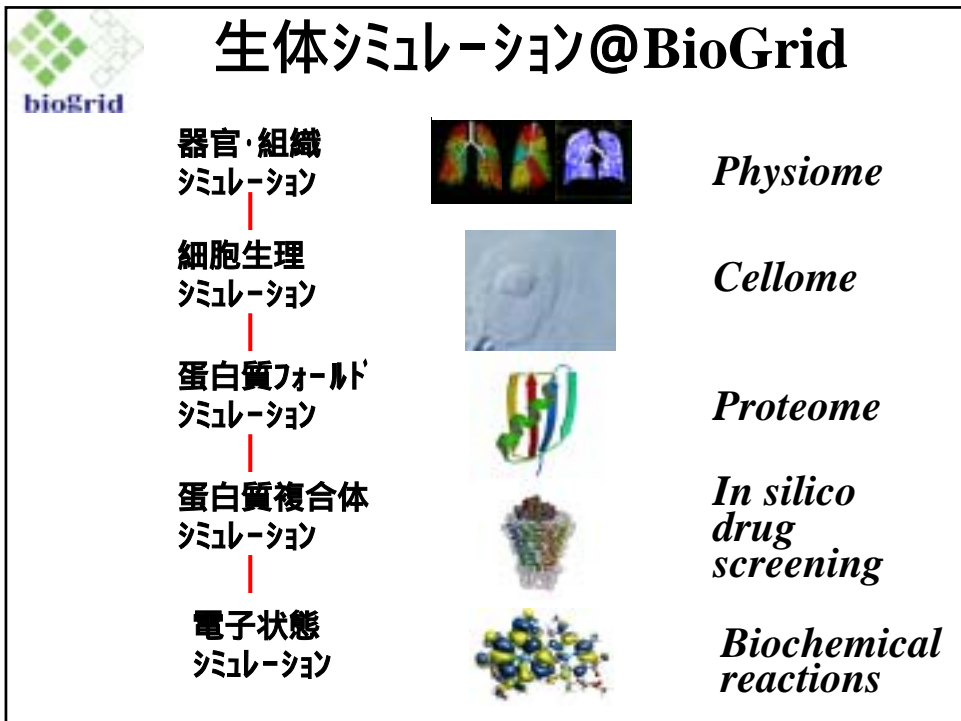 生体ｼﾐｭﾚｰｼｮﾝ@BioGrid
biogrid
器官・組織
ｼﾐｭﾚｰｼｮﾝ
Physiome
細胞生理
ｼﾐｭﾚｰｼｮﾝ
Cellome
蛋白質ﾌｫｰﾙﾄﾞ
ｼﾐｭﾚｰｼｮﾝ
Proteome
蛋白質複合体
ｼﾐｭﾚｰｼｮﾝ
In silico
drug
screening
電子状態
ｼﾐｭﾚｰｼｮﾝ
Biochemical
reactions